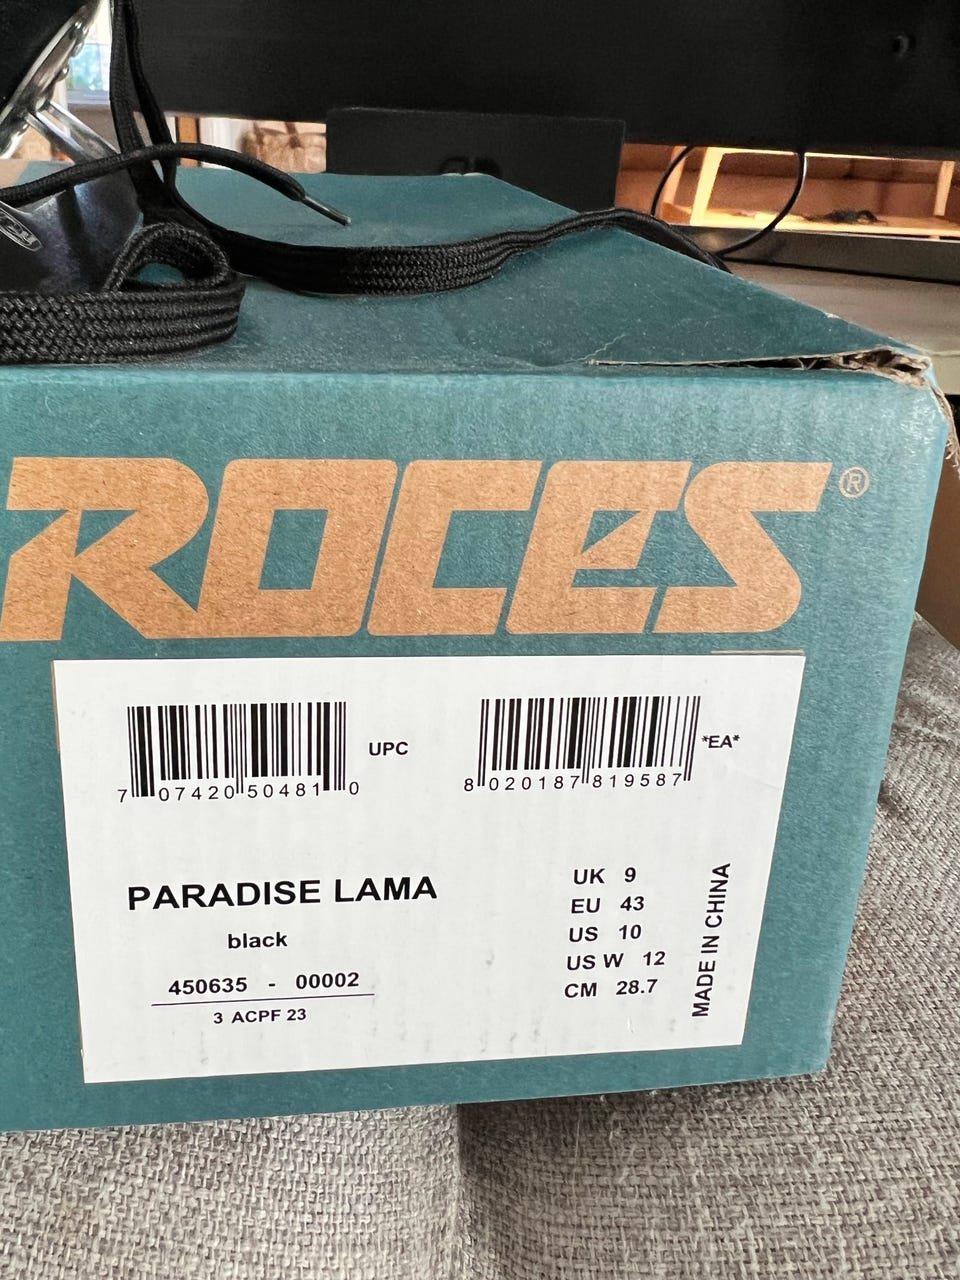 ROCES®
7 07420 50481 0
UPC
8 020187 819587
*EA*
PARADISE LAMA
black
450635 - 00002
3 ACPF 23
UK 9
EU 43
US 10
US W 12
CM 28.7
MADE IN CHINA